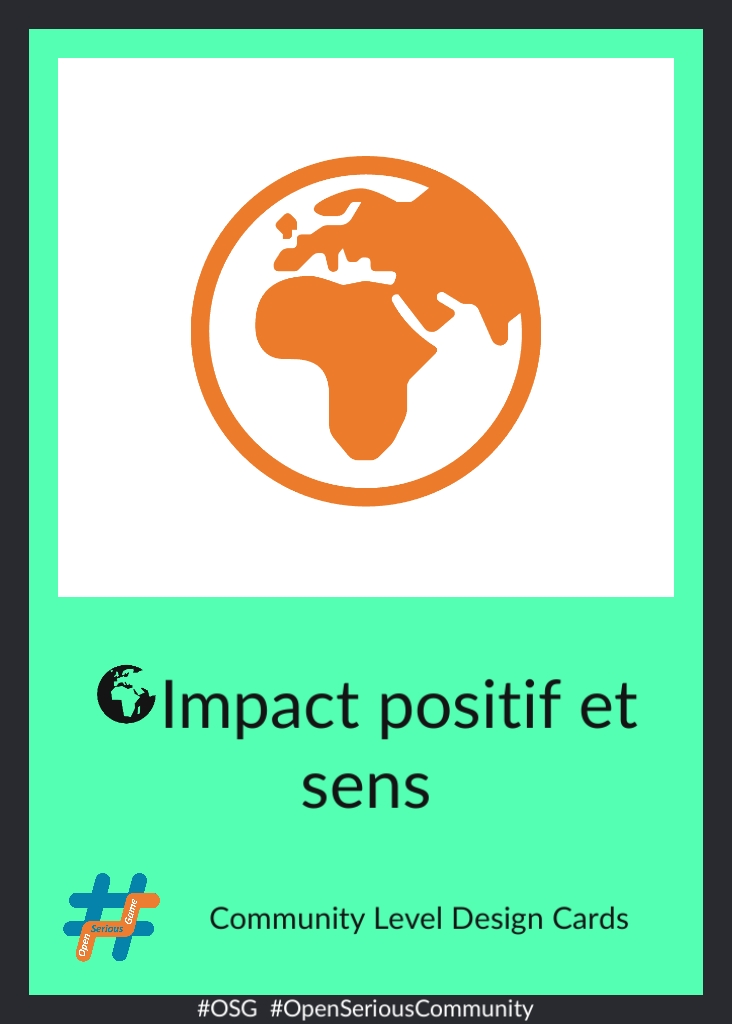 Impact positif et
sens
Open Serious Game
Community Level Design Cards
#OSG #OpenSeriousCommunity